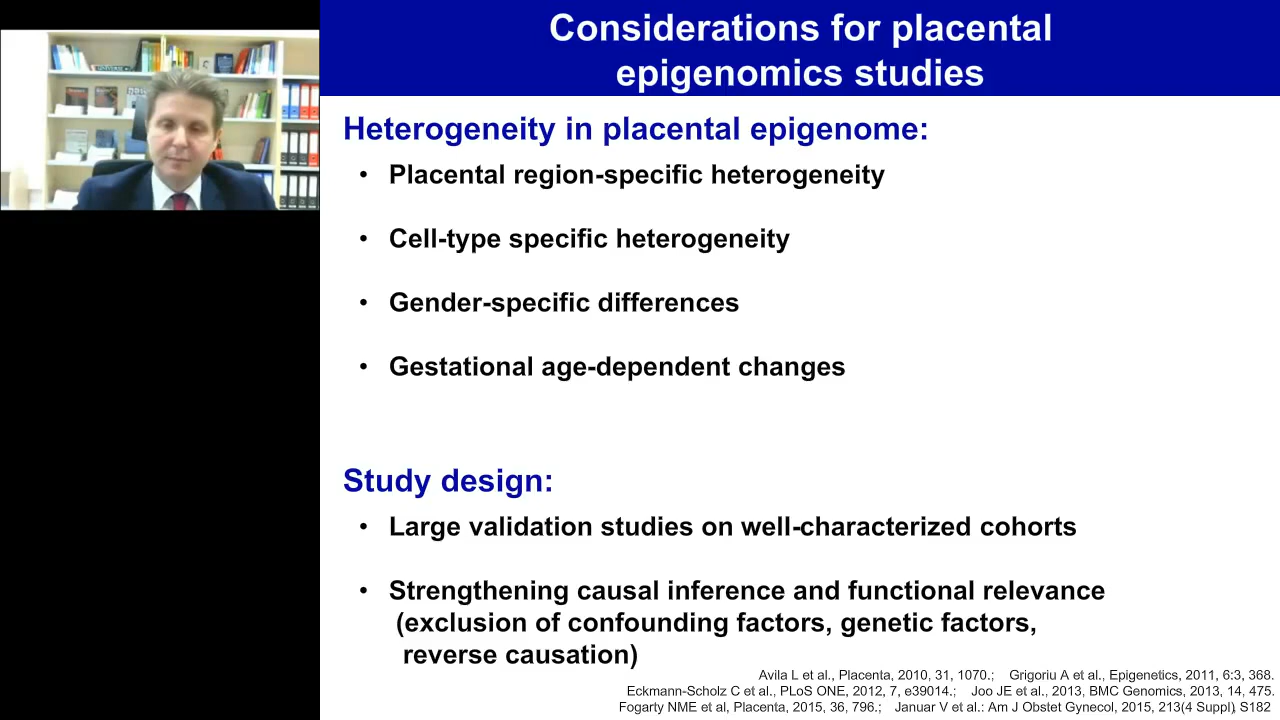 Considerations for placental
epigenomics studies
Heterogeneity in placental epigenome:
• Placental region-specific heterogeneity
• Cell-type specific heterogeneity
• Gender-specific differences
• Gestational age-dependent changes
Study design:
• Large validation studies on well-characterized cohorts
• Strengthening causal inference and functional relevance
(exclusion of confounding factors, genetic factors,
reverse causation)
Avila L et al., Placenta, 2010, 31, 1070.; Grigoriu A et al., Epigenetics, 2011, 6:3, 368.
Eckmann-Scholz C et al., PLoS ONE, 2012, 7, e39014.; Joo JE et al., 2013, BMC Genomics, 2013, 14, 475.
Fogarty NME et al, Placenta, 2015, 36, 796.; Januar V et al.: Am J Obstet Gynecol, 2015, 213(4 Suppl), S182